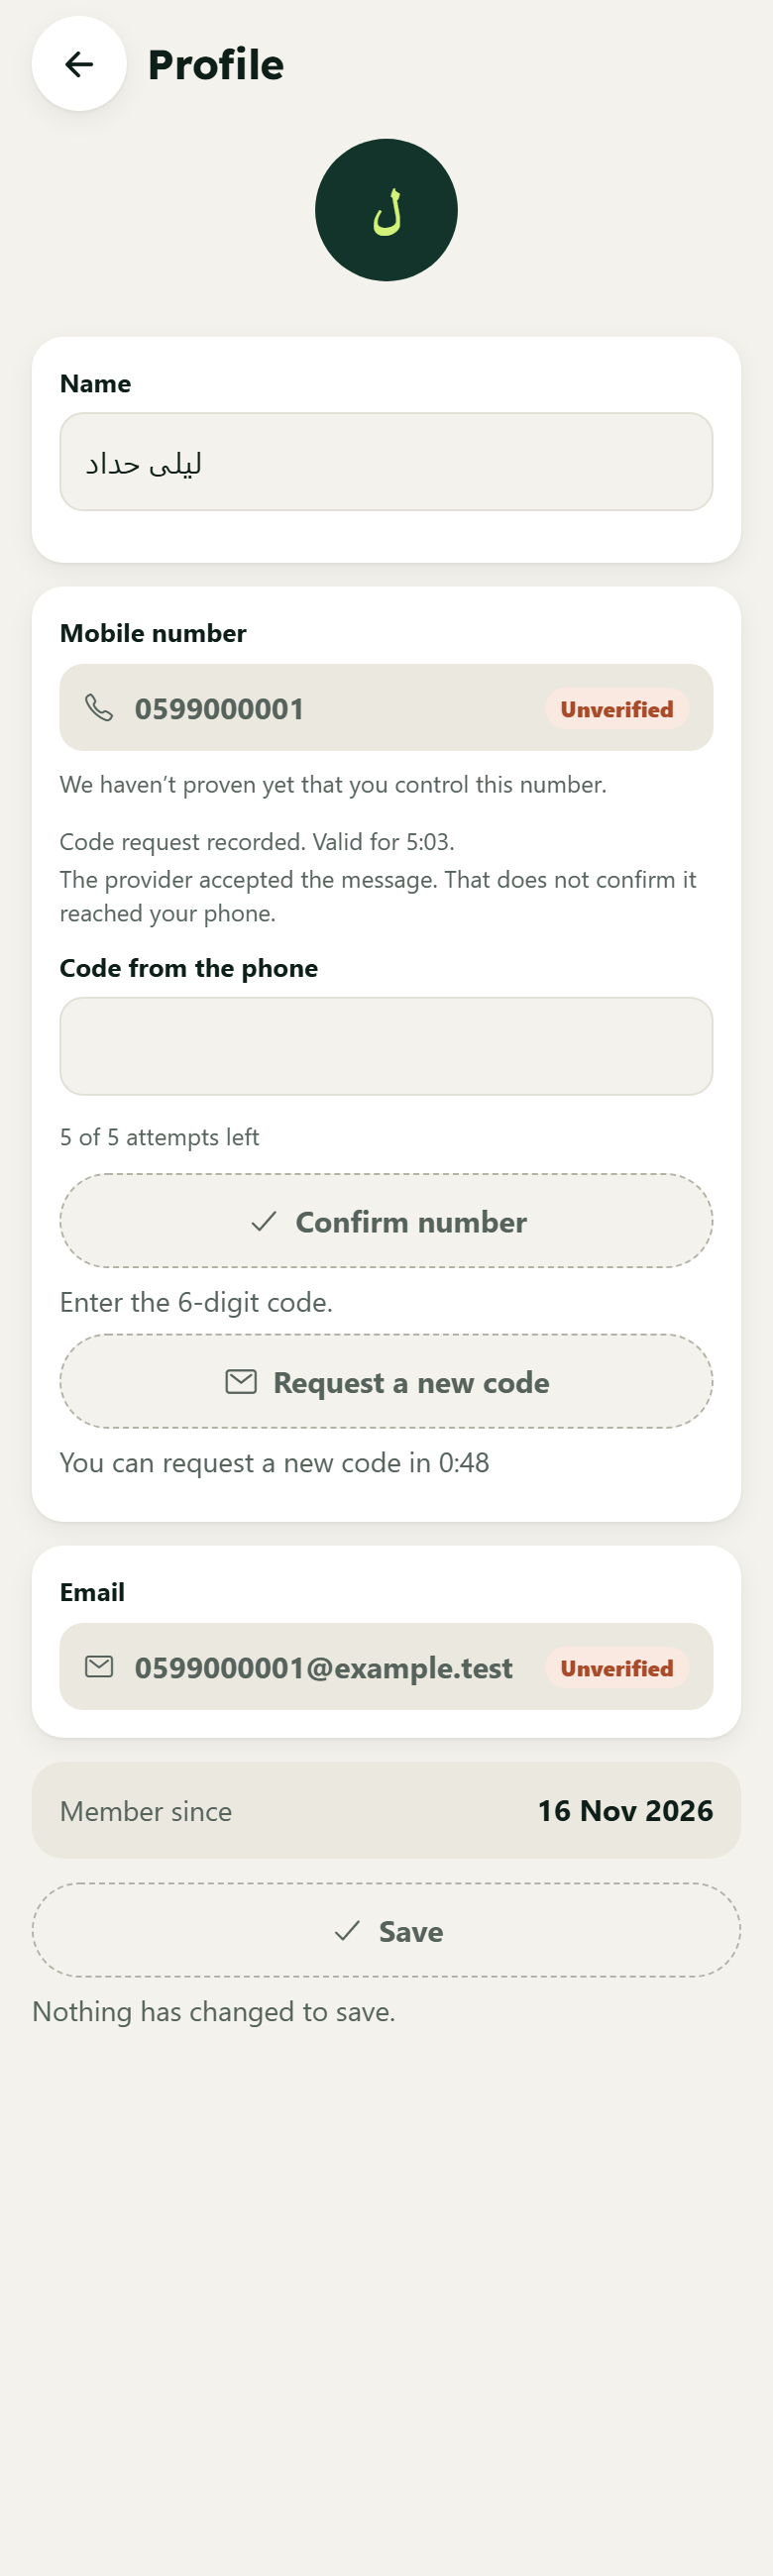 Profile
ل
Name
ليلى حداد
Mobile number
0599000001
Unverified
We haven’t proven yet that you control this number.
Code request recorded. Valid for 5:03.
The provider accepted the message. That does not confirm it
reached your phone.
Code from the phone
5 of 5 attempts left
Confirm number
Enter the 6-digit code.
Request a new code
You can request a new code in 0:48
Email
0599000001@example.test
Unverified
Member since
16 Nov 2026
Save
Nothing has changed to save.